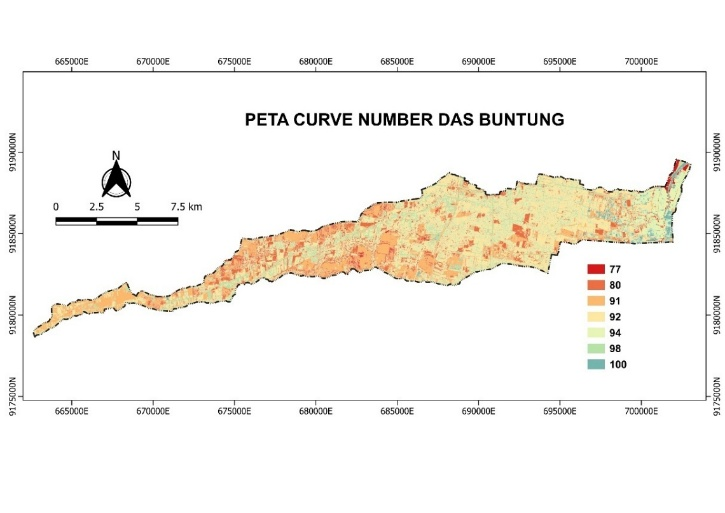 665000E 670000E 675000E 680000E 685000E 690000E 695000E 700000E
PETA CURVE NUMBER DAS BUNTUNG
N
0 2.5 5 7.5 km
9190000N
9185000N
9180000N
9175000N
9190000N
9185000N
9180000N
9175000N
77
80
91
92
94
98
100
665000E 670000E 675000E 680000E 685000E 690000E 695000E 700000E